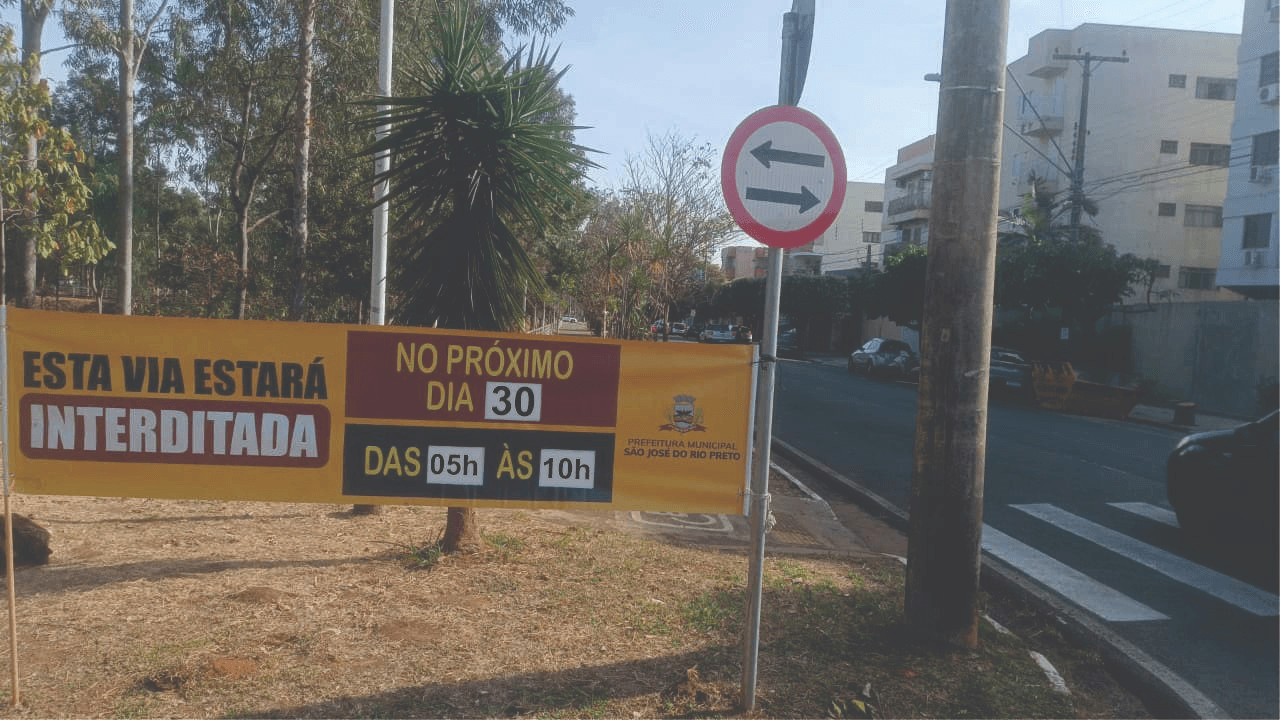 ESTA VIA ESTARÁ
INTERDITADA
NO PRÓXIMO
DIA 30
DAS 05h ÀS 10h
PREFEITURA MUNICIPAL
SÃO JOSÉ DO RIO PRETO